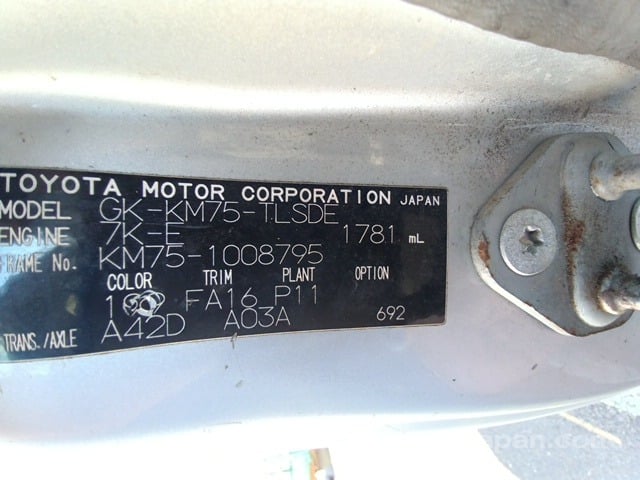 TOYOTA MOTOR CORPORATION JAPAN
MODEL GK-KM75-TLSDE
ENGINE 7K-E 1781 mL
FRAME No. KM75-1008795
COLOR TRIM PLANT OPTION
FA16 P11
TRANS./AXLE A42D A03A 692